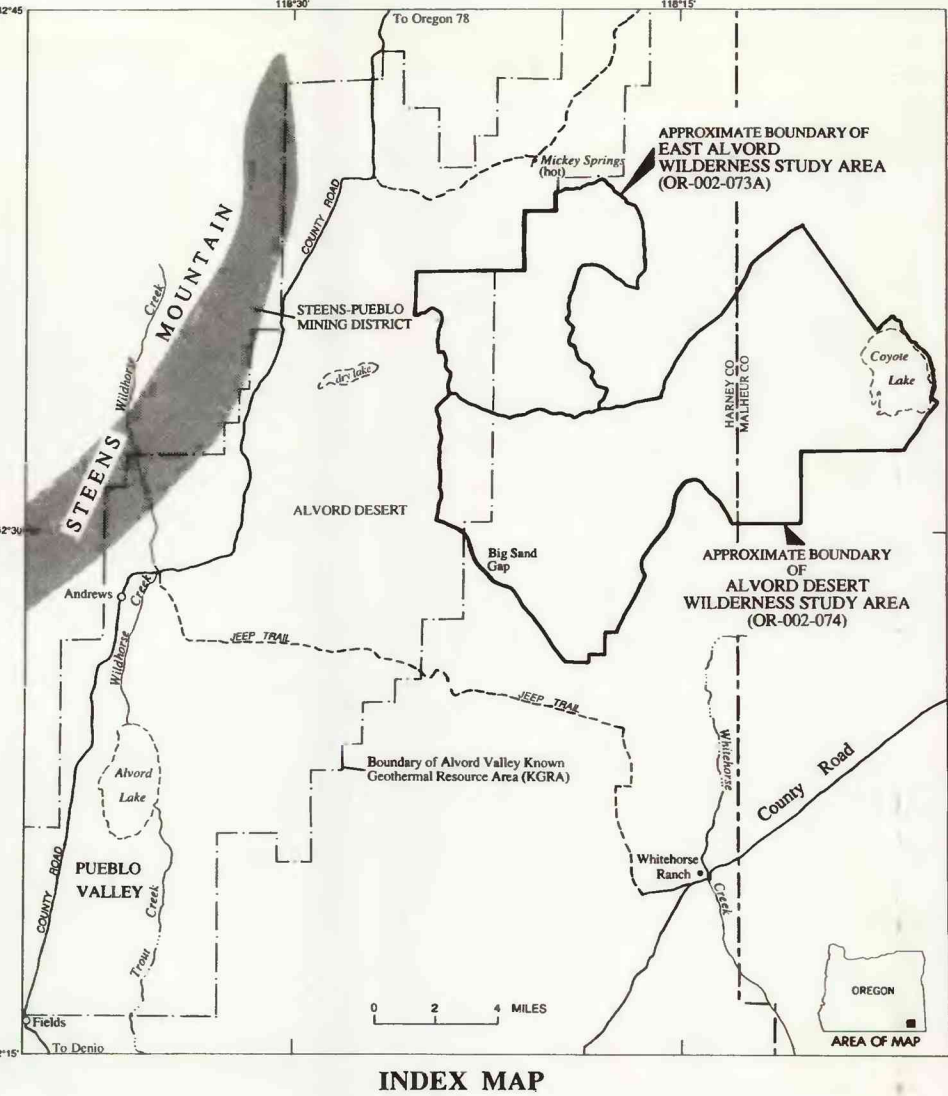 118°30'
118°15'
To Oregon 78
APPROXIMATE BOUNDARY OF
EAST ALVORD
WILDERNESS STUDY AREA
(OR-002-073A)
Mickey Springs
(hot)
COUNTY ROAD
STEENS MOUNTAIN
Wildhorse Creek
STEENS-PUEBLO
MINING DISTRICT
dry lake
Coyote
Lake
HARNEY CO
MALHEUR CO
ALVORD DESERT
Big Sand
Gap
APPROXIMATE BOUNDARY
OF
ALVORD DESERT
WILDERNESS STUDY AREA
(OR-002-074)
Andrews
Wildhorse Creek
JEEP TRAIL
JEEP TRAIL
Boundary of Alvord Valley Known
Geothermal Resource Area (KGRA)
Alvord
Lake
Whitehorse
County Road
PUEBLO
VALLEY
COUNTY ROAD
Whitehorse
Ranch
Creek
Trout Creek
0 2 4 MILES
OREGON
AREA OF MAP
Fields
To Denio
INDEX MAP